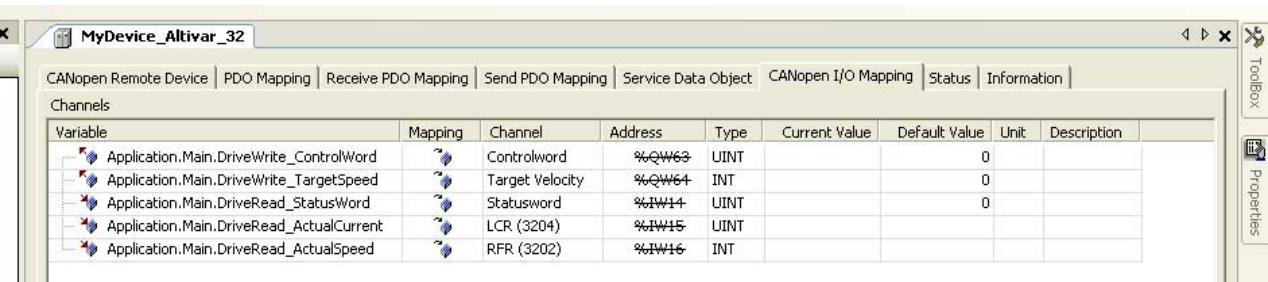 MyDevice_Altivar_32
CANopen Remote Device PDO Mapping Receive PDO Mapping Send PDO Mapping Service Data Object CANopen I/O Mapping Status Information
Channels
Variable Mapping Channel Address Type Current Value Default Value Unit Description
Application.Main.DriveWrite_ControlWord Controlword %QW63 UINT 0
Application.Main.DriveWrite_TargetSpeed Target Velocity %QW64 INT 0
Application.Main.DriveRead_StatusWord Statusword %IW14 UINT 0
Application.Main.DriveRead_ActualCurrent LCR (3204) %IW15 UINT
Application.Main.DriveRead_ActualSpeed RFR (3202) %IW16 INT
ToolBox
Properties